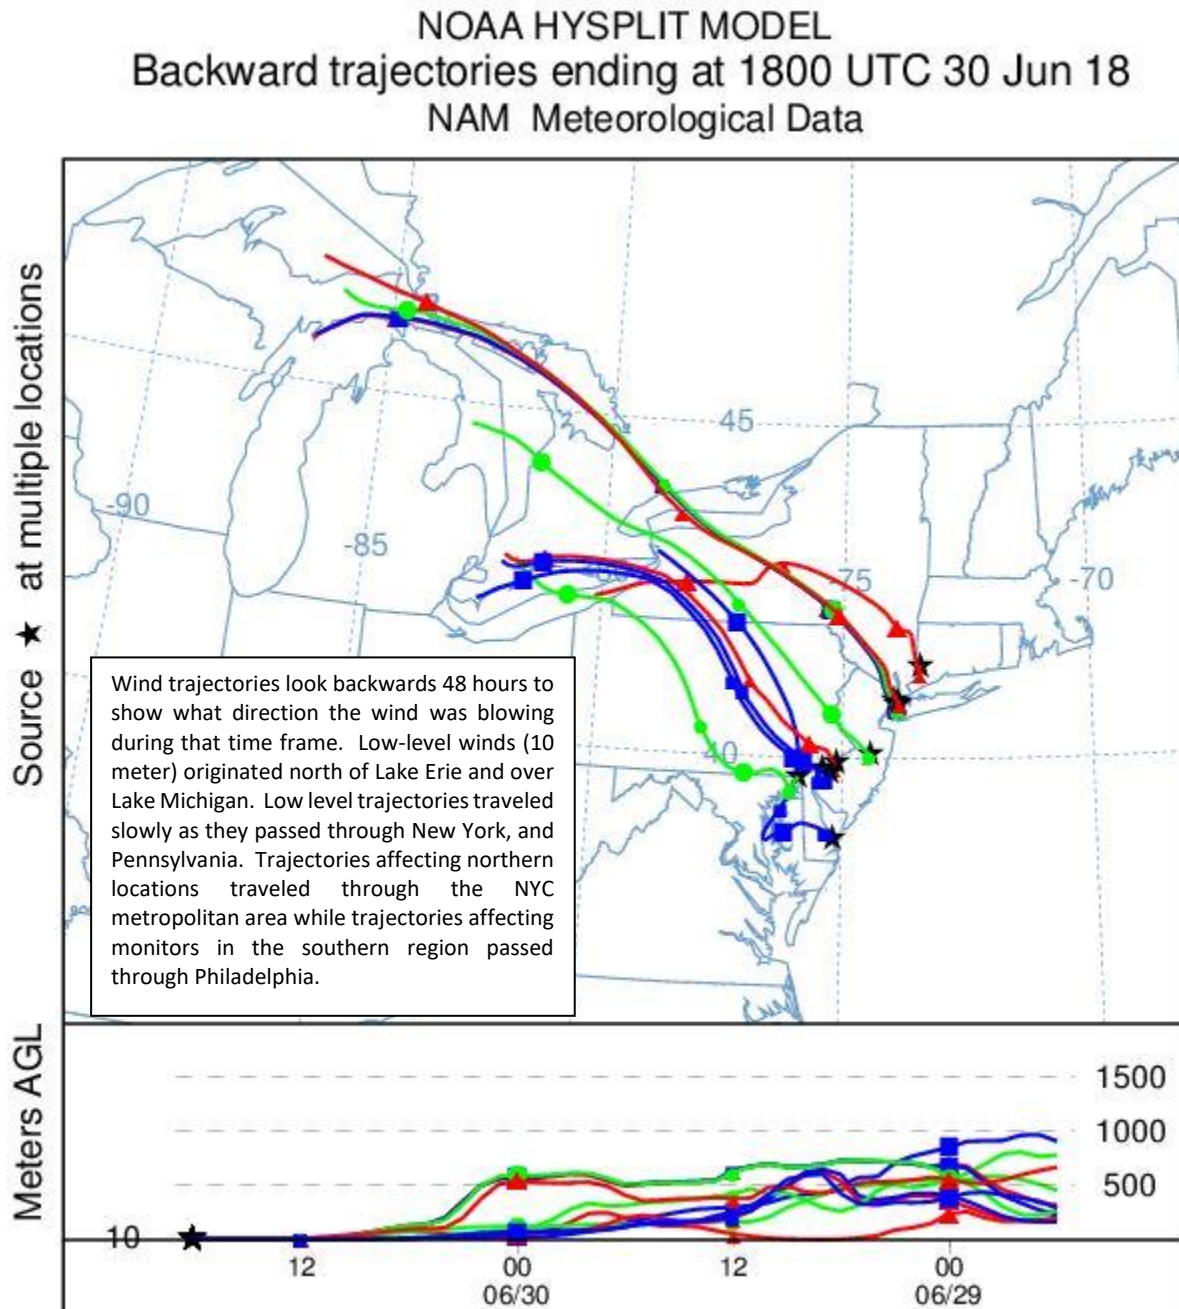 NOAA HYSPLIT MODEL
Backward trajectories ending at 1800 UTC 30 Jun 18
NAM Meteorological Data
Source ★ at multiple locations
45
-90
-85
-75
-70
40
Wind trajectories look backwards 48 hours to
show what direction the wind was blowing
during that time frame. Low-level winds (10
meter) originated north of Lake Erie and over
Lake Michigan. Low level trajectories traveled
slowly as they passed through New York, and
Pennsylvania. Trajectories affecting northern
locations traveled through the NYC
metropolitan area while trajectories affecting
monitors in the southern region passed
through Philadelphia.
Meters AGL
1500
1000
500
10
12 00 12 00
06/30 06/29